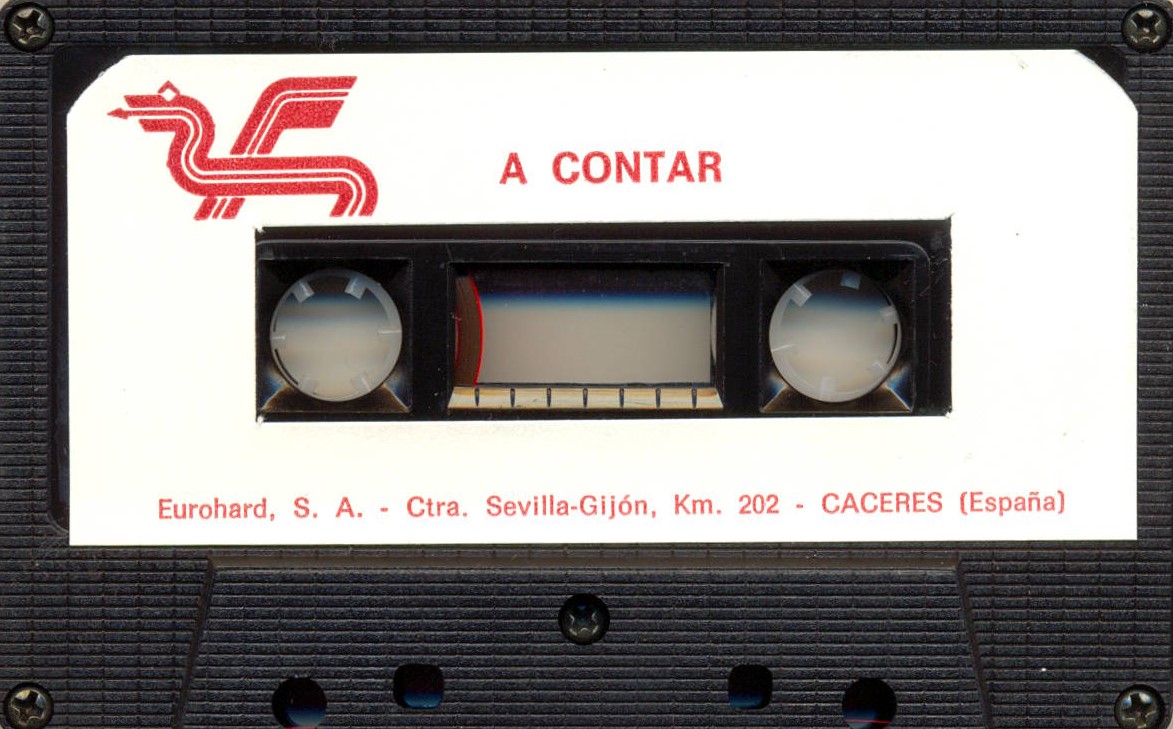 A CONTAR
Eurohard, S. A. - Ctra. Sevilla-Gijón, Km. 202 - CACERES (España)